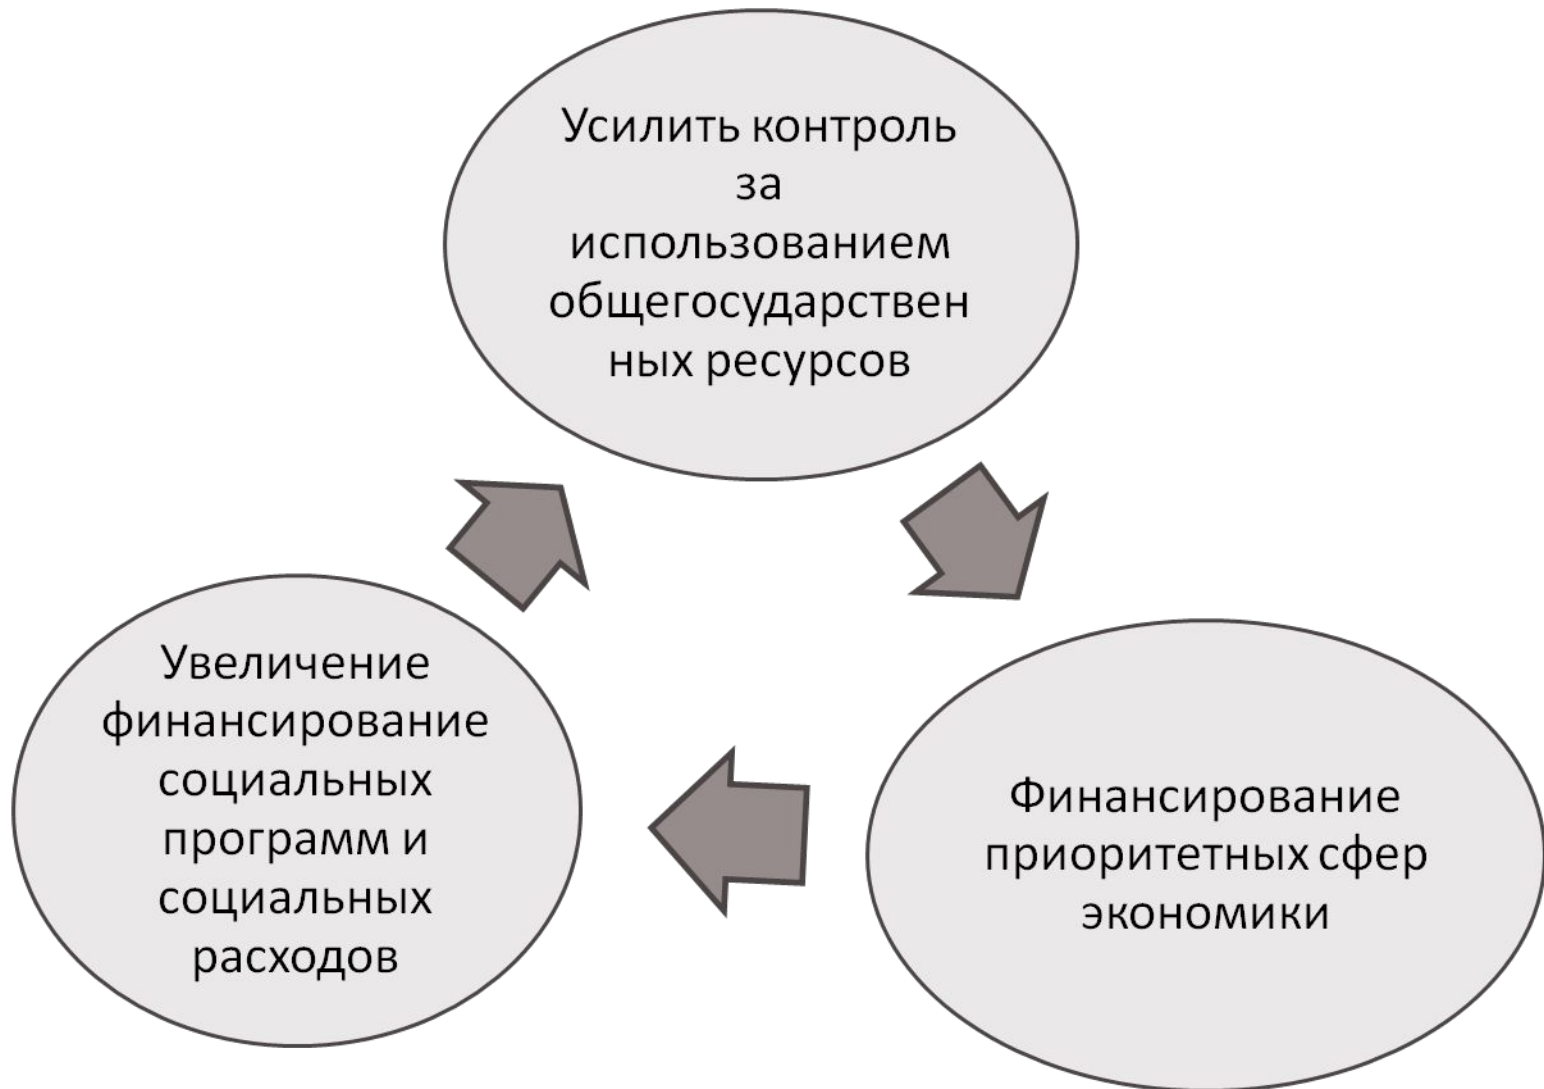 Усилить контроль
за
использованием
общегосударствен
ных ресурсов
Увеличение
финансирование
социальных
программ и
социальных
расходов
Финансирование
приоритетных сфер
экономики